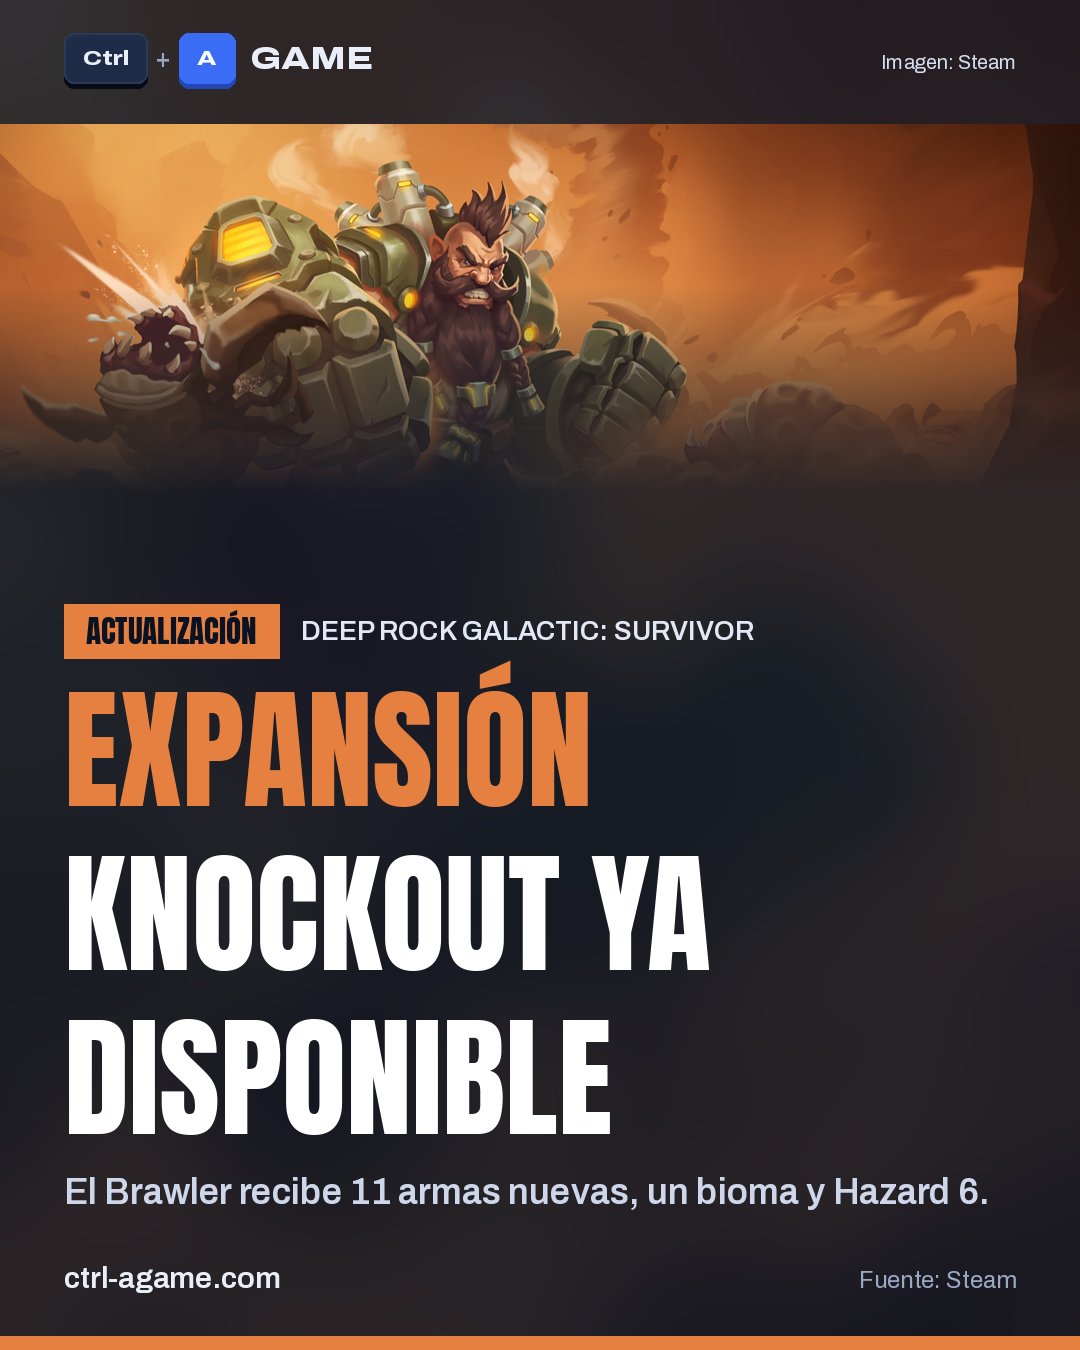 Ctrl + A GAME
Imagen: Steam
ACTUALIZACIÓN DEEP ROCK GALACTIC: SURVIVOR
EXPANSIÓN
KNOCKOUT YA
DISPONIBLE
El Brawler recibe 11 armas nuevas, un bioma y Hazard 6.
ctrl-agame.com
Fuente: Steam